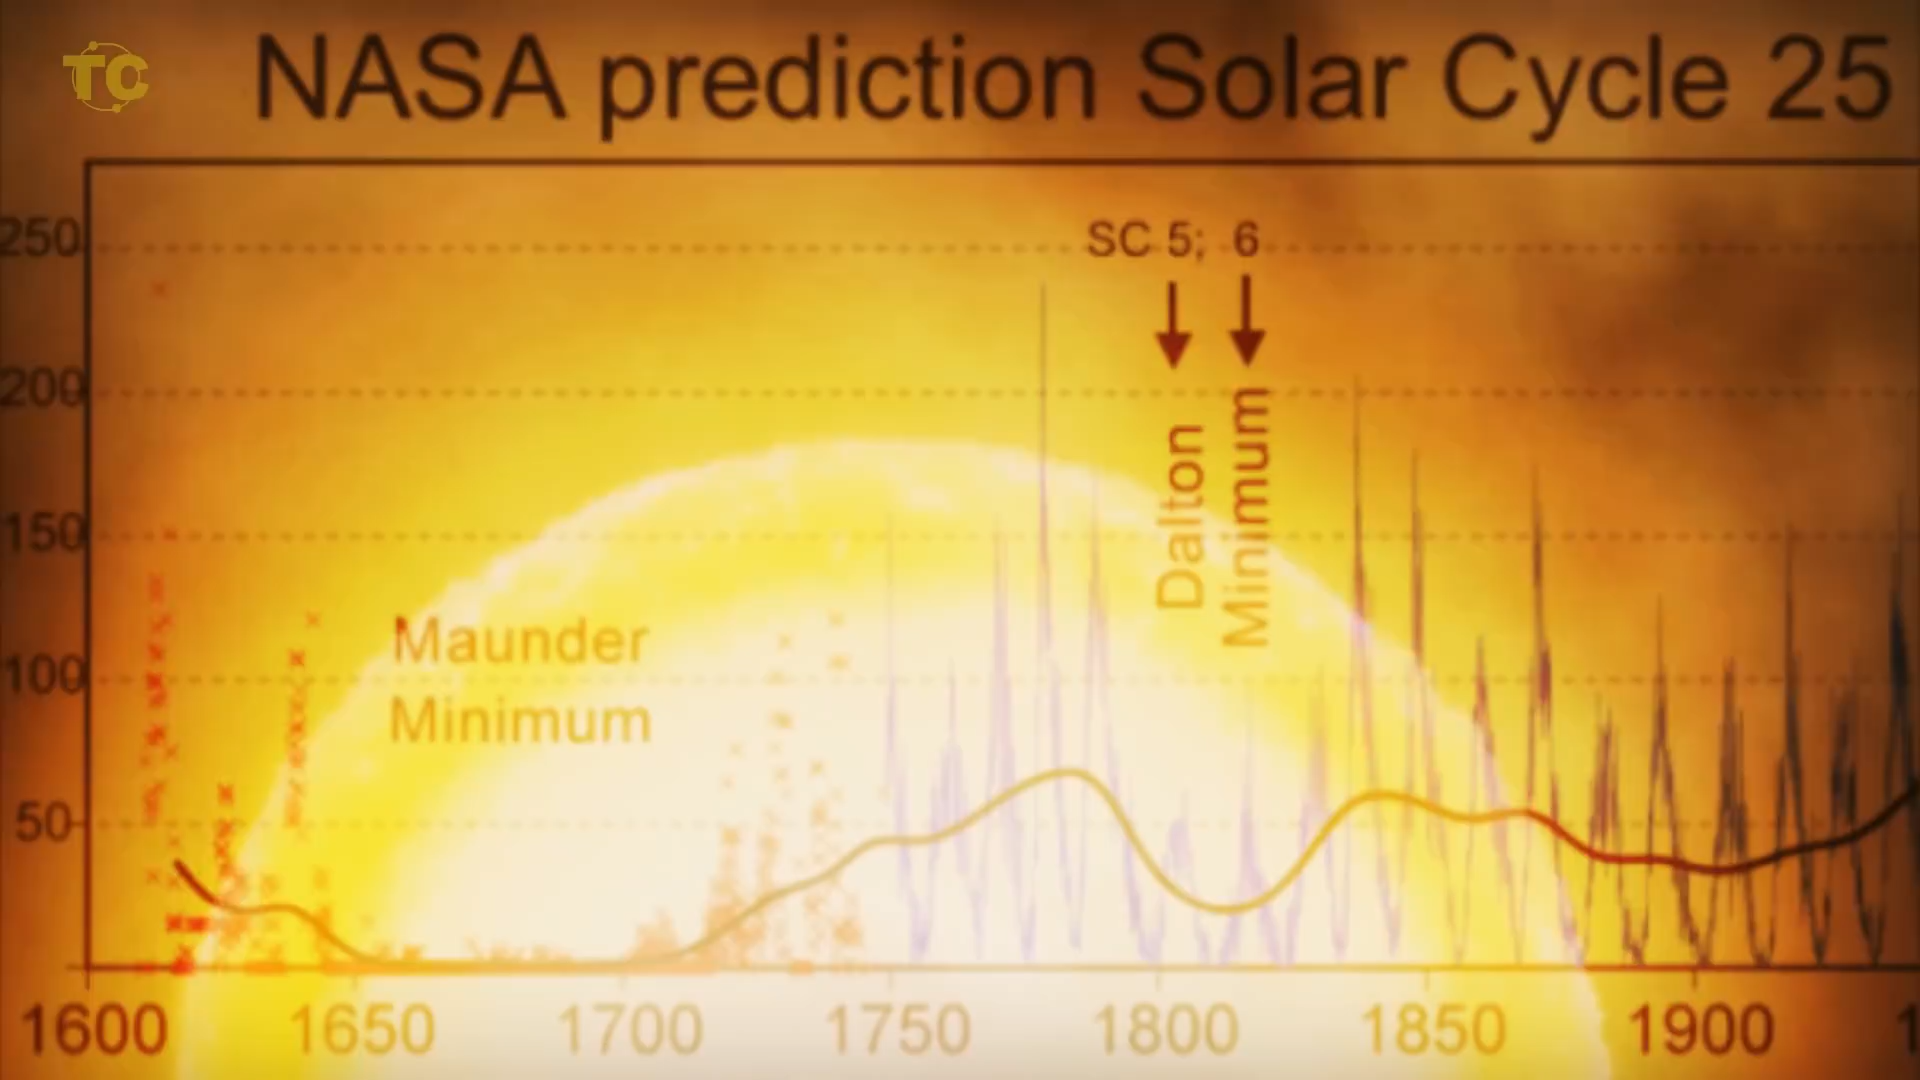 TC
NASA prediction Solar Cycle 25
SC 5; 6
250
200
150
100
50
Dalton
Minimum
Maunder
Minimum
1600 1650 1700 1750 1800 1850 1900